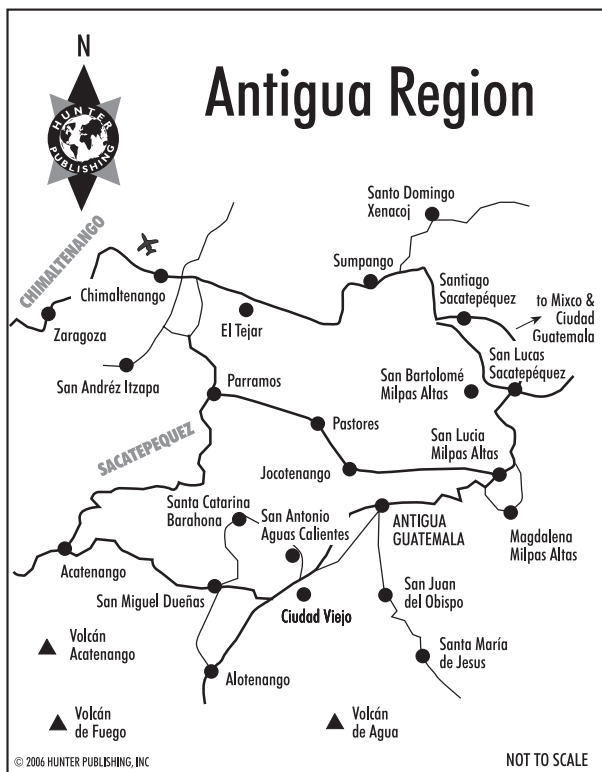 N
HUNTER
PUBLISHING
Antigua Region
Santo Domingo
Xenacoj
CHIMALTENANGO
Sumpango
Santiago
Sacatepéquez
Chimaltenango
to Mixco &
Ciudad
Guatemala
Zaragoza
El Tejar
San Lucas
Sacatepéquez
San Andréz Itzapa
Parramos
San Bartolomé
Milpas Altas
SACATEPEQUEZ
Pastores
San Lucia
Milpas Altas
Jocotenango
Santa Catarina
Barahona
San Antonio
Aguas Calientes
ANTIGUA
GUATEMALA
Magdalena
Milpas Altas
Acatenango
San Miguel Dueñas
Ciudad Viejo
San Juan
del Obispo
Volcán
Acatenango
Santa María
de Jesus
Alotenango
Volcán
de Fuego
Volcán
de Agua
© 2006 HUNTER PUBLISHING, INC
NOT TO SCALE